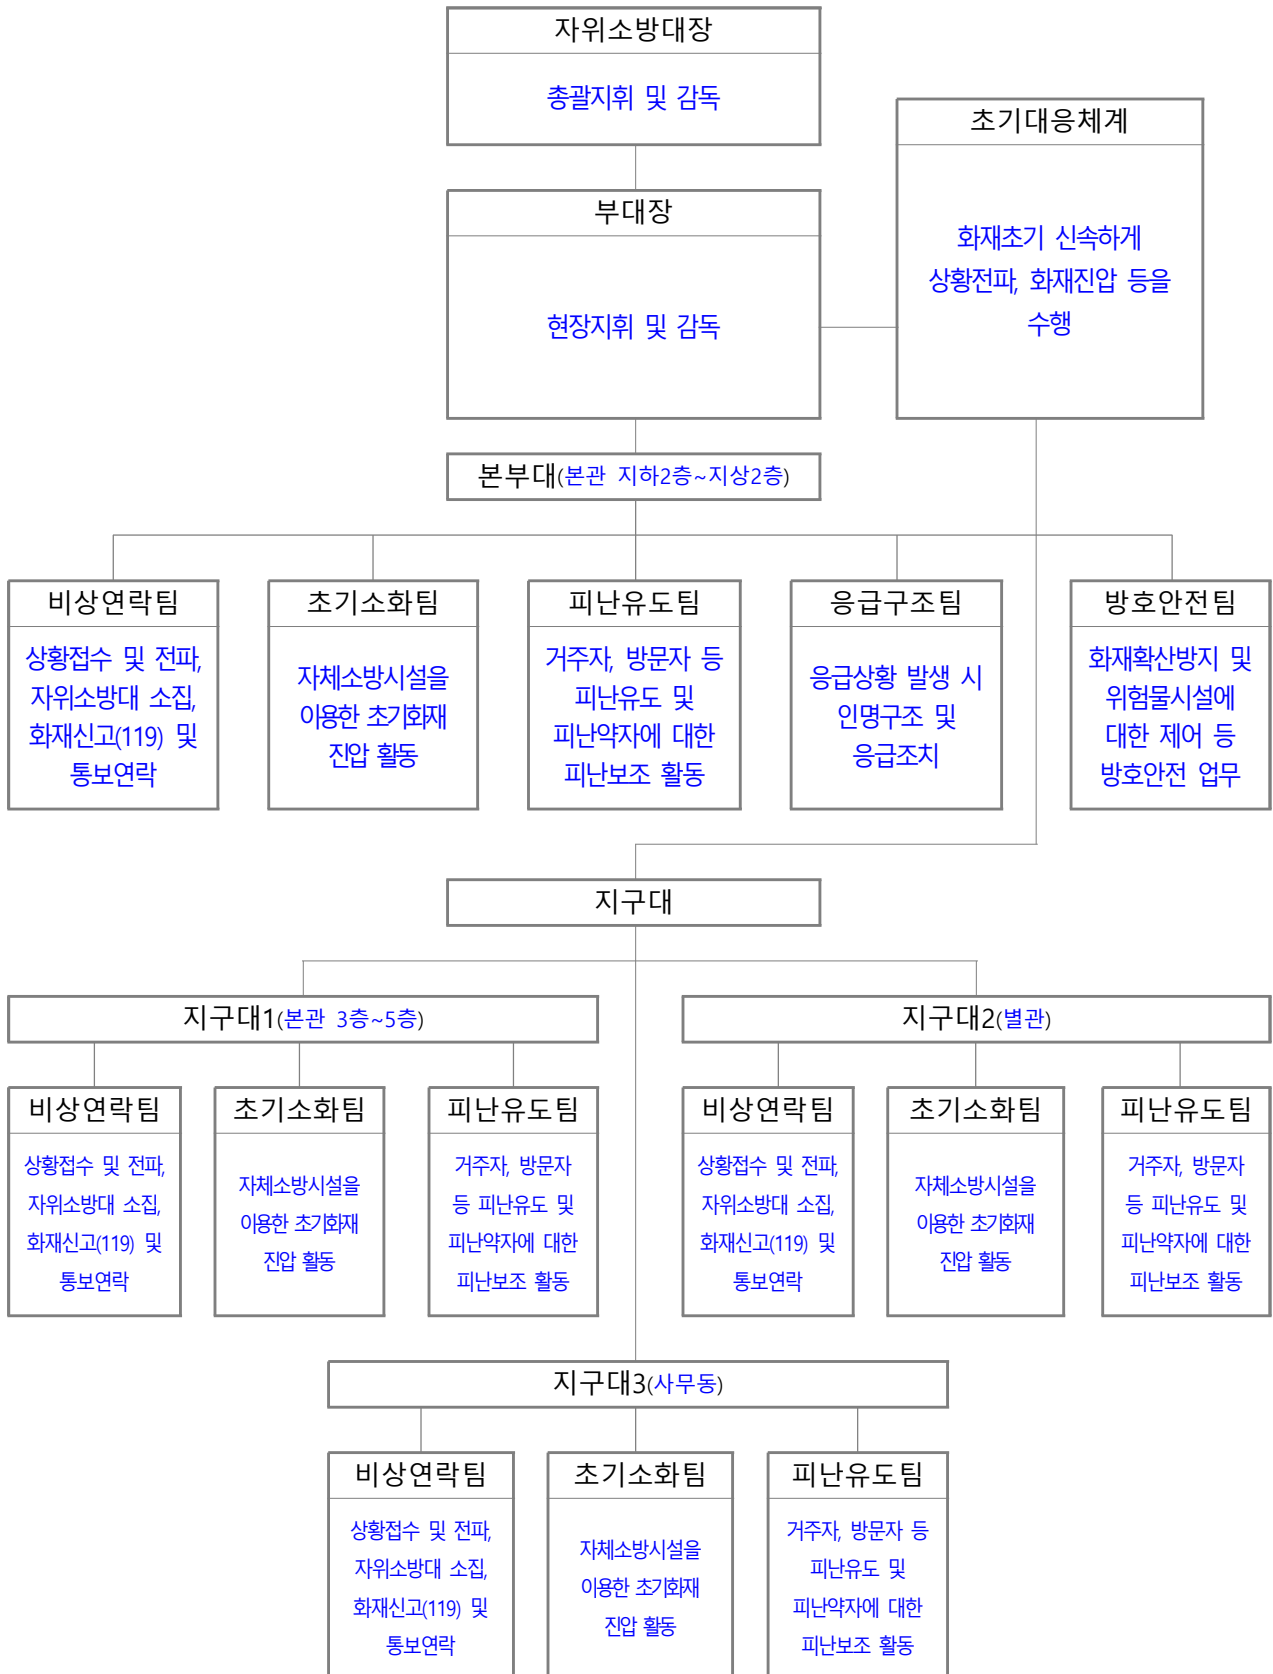 자위소방대장
총괄지휘 및 감독
초기대응체계
화재초기 신속하게
상황전파, 화재진압 등을
수행
부대장
현장지휘 및 감독
본부대(본관 지하2층~지상2층)
비상연락팀
상황접수 및 전파,
자위소방대 소집,
화재신고(119) 및
통보연락
초기소화팀
자체소방시설을
이용한 초기화재
진압 활동
피난유도팀
거주자, 방문자 등
피난유도 및
피난약자에 대한
피난보조 활동
응급구조팀
응급상황 발생 시
인명구조 및
응급조치
방호안전팀
화재확산방지 및
위험물시설에
대한 제어 등
방호안전 업무
지구대
지구대1(본관 3층~5층)
비상연락팀
상황접수 및 전파,
자위소방대 소집,
화재신고(119) 및
통보연락
초기소화팀
자체소방시설을
이용한 초기화재
진압 활동
피난유도팀
거주자, 방문자
등 피난유도 및
피난약자에 대한
피난보조 활동
지구대2(별관)
비상연락팀
상황접수 및 전파,
자위소방대 소집,
화재신고(119) 및
통보연락
초기소화팀
자체소방시설을
이용한 초기화재
진압 활동
피난유도팀
거주자, 방문자
등 피난유도 및
피난약자에 대한
피난보조 활동
지구대3(사무동)
비상연락팀
상황접수 및 전파,
자위소방대 소집,
화재신고(119) 및
통보연락
초기소화팀
자체소방시설을
이용한 초기화재
진압 활동
피난유도팀
거주자, 방문자 등
피난유도 및
피난약자에 대한
피난보조 활동